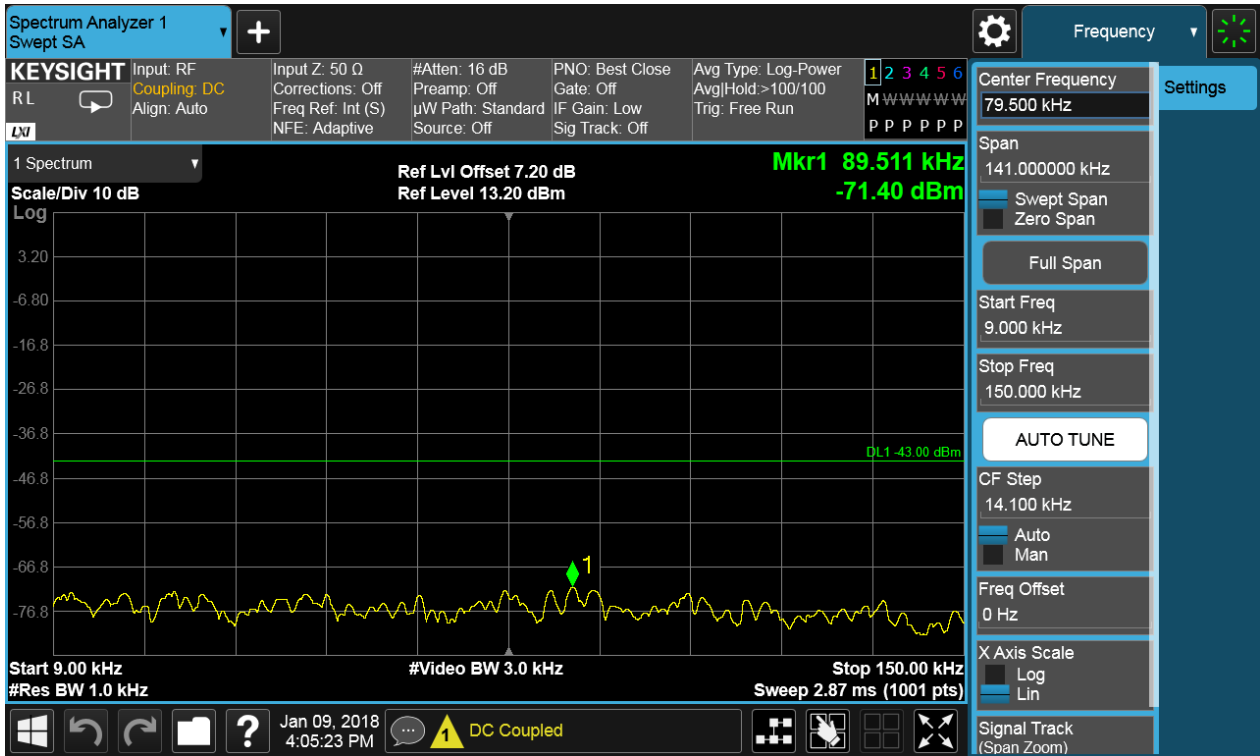 Spectrum Analyzer 1
Swept SA
+
Frequency
KEYSIGHT
RL
LXI
Input: RF
Coupling: DC
Align: Auto
Input Z: 50 Ω
Corrections: Off
Freq Ref: Int (S)
NFE: Adaptive
#Atten: 16 dB
Preamp: Off
µW Path: Standard
Source: Off
PNO: Best Close
Gate: Off
IF Gain: Low
Sig Track: Off
Avg Type: Log-Power
Avg|Hold:>100/100
Trig: Free Run
1 2 3 4 5 6
M W W W W W
P P P P P P
1 Spectrum
Scale/Div 10 dB
Ref Lvl Offset 7.20 dB
Ref Level 13.20 dBm
Mkr1 89.511 kHz
-71.40 dBm
Log
3.20
-6.80
-16.8
-26.8
-36.8
-46.8
-56.8
-66.8
-76.8
DL1 -43.00 dBm
1
Start 9.00 kHz
#Res BW 1.0 kHz
#Video BW 3.0 kHz
Stop 150.00 kHz
Sweep 2.87 ms (1001 pts)
Center Frequency
79.500 kHz
Span
141.000000 kHz
Swept Span
Zero Span
Full Span
Start Freq
9.000 kHz
Stop Freq
150.000 kHz
AUTO TUNE
CF Step
14.100 kHz
Auto
Man
Freq Offset
0 Hz
X Axis Scale
Log
Lin
Signal Track
(Span Zoom)
Settings
?
Jan 09, 2018
4:05:23 PM
1
DC Coupled